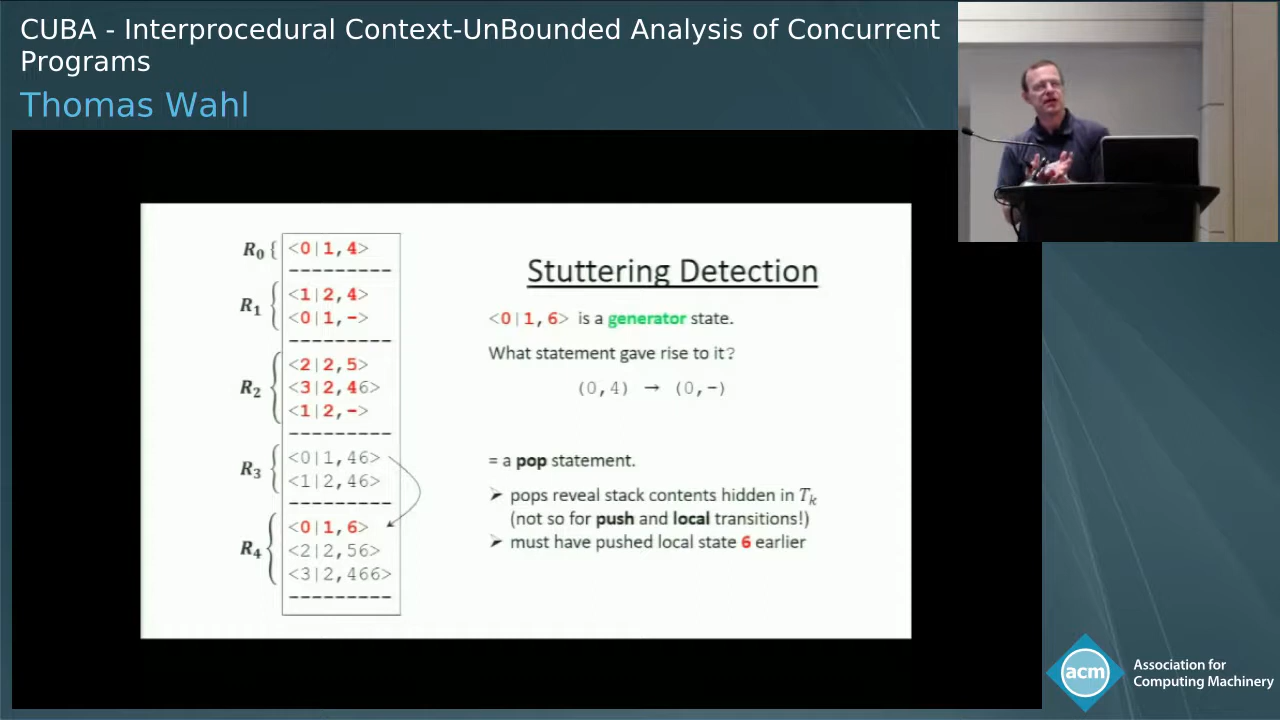 CUBA - Interprocedural Context-UnBounded Analysis of Concurrent
Programs
Thomas Wahl
R₀ { <0|1,4>
---------
R₁ { <1|2,4>
<0|1,->
---------
R₂ { <2|2,5>
<3|2,46>
<1|2,->
---------
R₃ { <0|1,46>
<1|2,46>
---------
R₄ { <0|1,6>
<2|2,56>
<3|2,466>
---------
Stuttering Detection
<0|1,6> is a generator state.
What statement gave rise to it?
(0,4) → (0,-)
= a pop statement.
➢ pops reveal stack contents hidden in Tₖ
(not so for push and local transitions!)
➢ must have pushed local state 6 earlier
acm
Association for
Computing Machinery